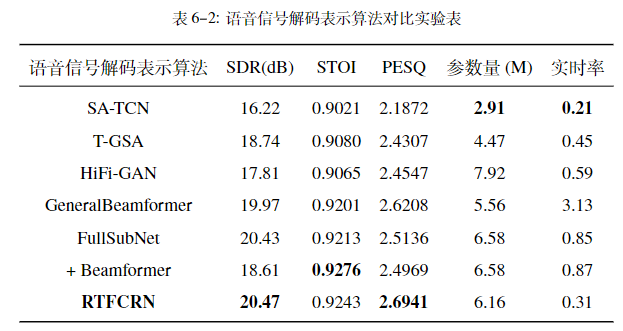 表 6-2: 语音信号解码表示算法对比实验表
语音信号解码表示算法 SDR(dB) STOI PESQ 参数量 (M) 实时率
SA-TCN 16.22 0.9021 2.1872 2.91 0.21
T-GSA 18.74 0.9080 2.4307 4.47 0.45
HiFi-GAN 17.81 0.9065 2.4547 7.92 0.59
GeneralBeamformer 19.97 0.9201 2.6208 5.56 3.13
FullSubNet 20.43 0.9213 2.5136 6.58 0.85
+ Beamformer 18.61 0.9276 2.4969 6.58 0.87
RTFCRN 20.47 0.9243 2.6941 6.16 0.31